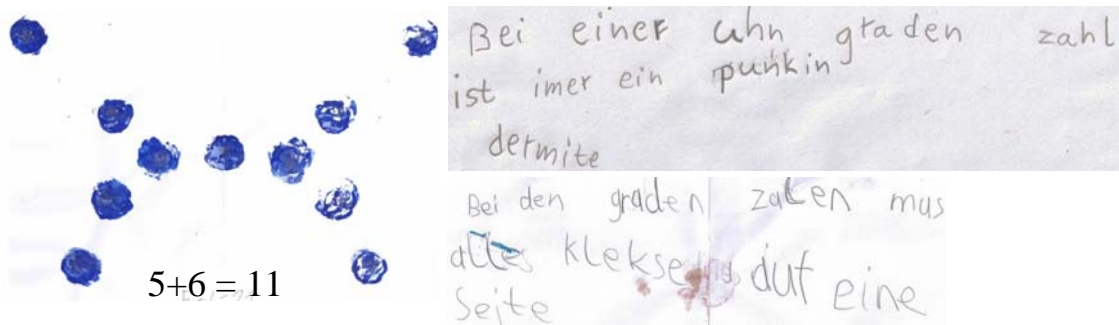 5+6 = 11
Bei einer uhn graden zahl
ist imer ein punkin
dermite
Bei den graden zalen mus
alles klekse auf eine
Seite